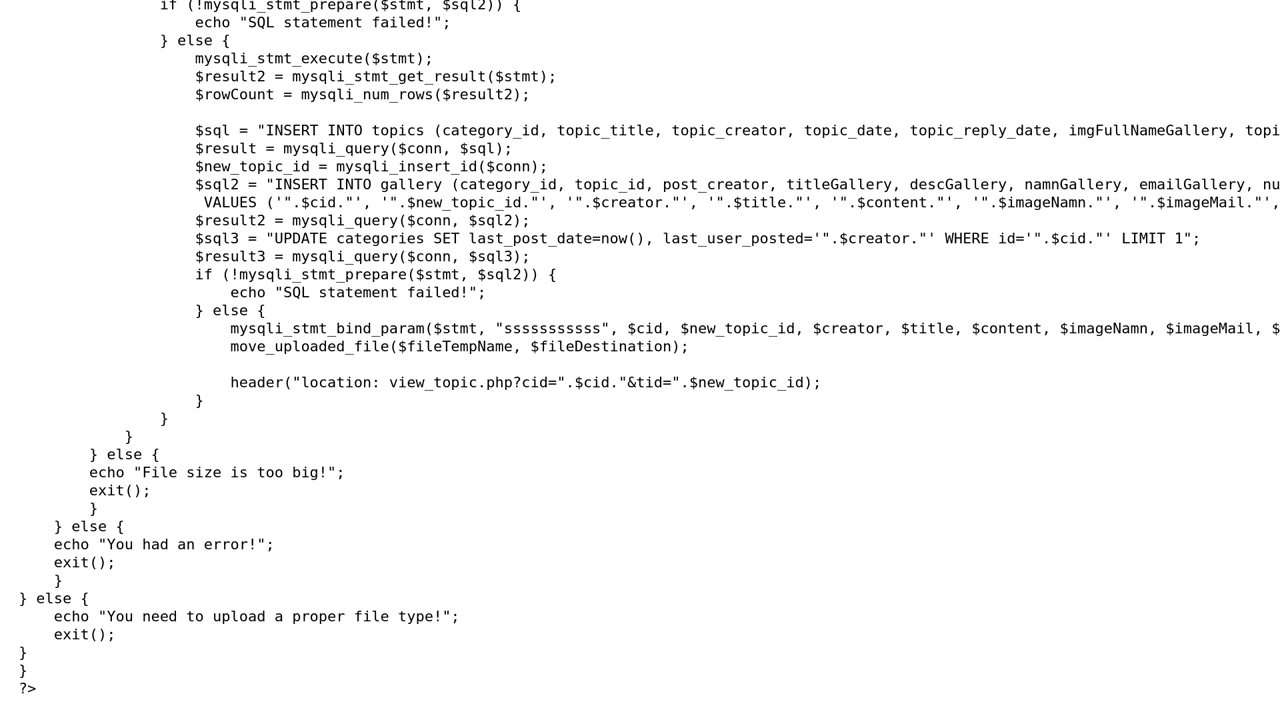 if (!mysqli_stmt_prepare($stmt, $sql2)) {
echo "SQL statement failed!";
} else {
mysqli_stmt_execute($stmt);
$result2 = mysqli_stmt_get_result($stmt);
$rowCount = mysqli_num_rows($result2);
$sql = "INSERT INTO topics (category_id, topic_title, topic_creator, topic_date, topic_reply_date, imgFullNameGallery, topi
$result = mysqli_query($conn, $sql);
$new_topic_id = mysqli_insert_id($conn);
$sql2 = "INSERT INTO gallery (category_id, topic_id, post_creator, titleGallery, descGallery, namnGallery, emailGallery, nu
VALUES ('".$cid."', '".$new_topic_id."', '".$creator."', '".$title."', '".$content."', '".$imageNamn."', '".$imageMail."',
$result2 = mysqli_query($conn, $sql2);
$sql3 = "UPDATE categories SET last_post_date=now(), last_user_posted='".$creator."' WHERE id='".$cid."' LIMIT 1";
$result3 = mysqli_query($conn, $sql3);
if (!mysqli_stmt_prepare($stmt, $sql2)) {
echo "SQL statement failed!";
} else {
mysqli_stmt_bind_param($stmt, "sssssssssss", $cid, $new_topic_id, $creator, $title, $content, $imageNamn, $imageMail, $
move_uploaded_file($fileTempName, $fileDestination);
header("location: view_topic.php?cid=".$cid."&tid=".$new_topic_id);
}
}
}
} else {
echo "File size is too big!";
exit();
}
} else {
echo "You had an error!";
exit();
}
} else {
echo "You need to upload a proper file type!";
exit();
}
}
?>